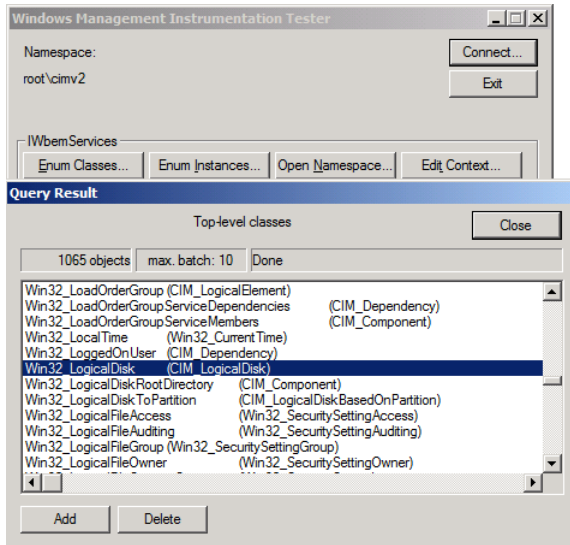 Windows Management Instrumentation Tester
Namespace:
Connect...
root\cimv2
Exit
IWbemServices
Enum Classes...
Enum Instances...
Open Namespace...
Edit Context...
Query Result
Top-level classes
Close
1065 objects
max. batch: 10
Done
Win32_LoadOrderGroup (CIM_LogicalElement)
Win32_LoadOrderGroupServiceDependencies (CIM_Dependency)
Win32_LoadOrderGroupServiceMembers (CIM_Component)
Win32_LocalTime (Win32_CurrentTime)
Win32_LoggedOnUser (CIM_Dependency)
Win32_LogicalDisk (CIM_LogicalDisk)
Win32_LogicalDiskRootDirectory (CIM_Component)
Win32_LogicalDiskToPartition (CIM_LogicalDiskBasedOnPartition)
Win32_LogicalFileAccess (Win32_SecuritySettingAccess)
Win32_LogicalFileAuditing (Win32_SecuritySettingAuditing)
Win32_LogicalFileGroup (Win32_SecuritySettingGroup)
Win32_LogicalFileOwner (Win32_SecuritySettingOwner)
Add
Delete